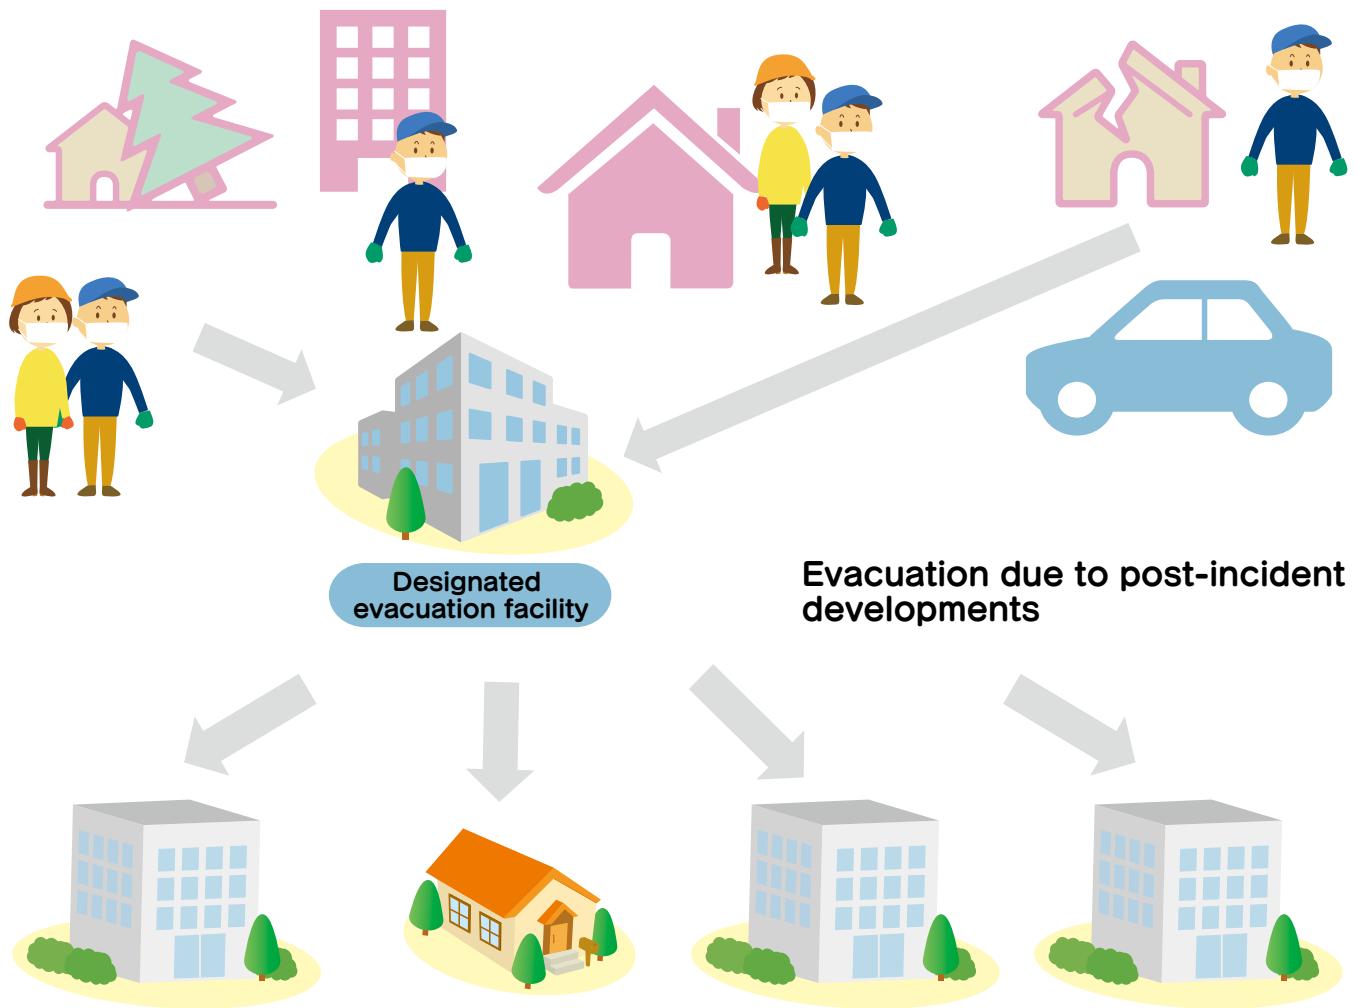 Designated
evacuation facility
Evacuation due to post-incident
developments